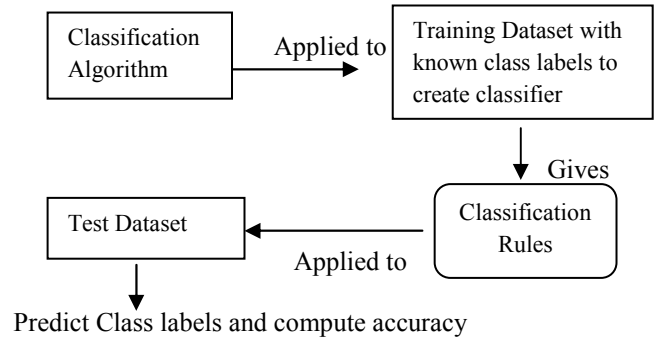 Classification
Algorithm
Applied to
Training Dataset with
known class labels to
create classifier
Gives
Classification
Rules
Applied to
Test Dataset
Predict Class labels and compute accuracy